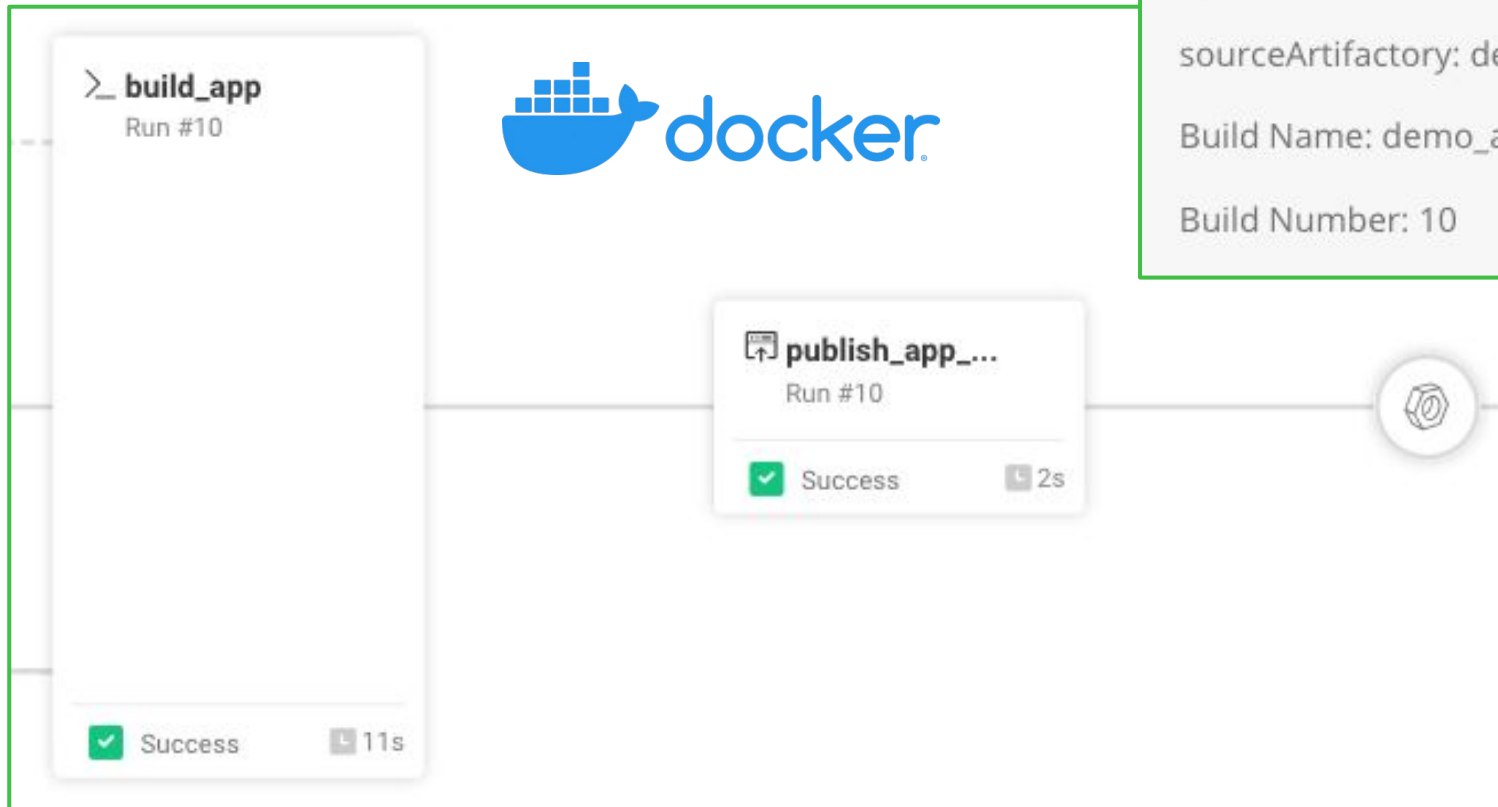 build_app
Run #10
Success
11s
docker
publish_app_...
Run #10
Success
2s
sourceArtifactory:
Build Name:
Build Number: 10